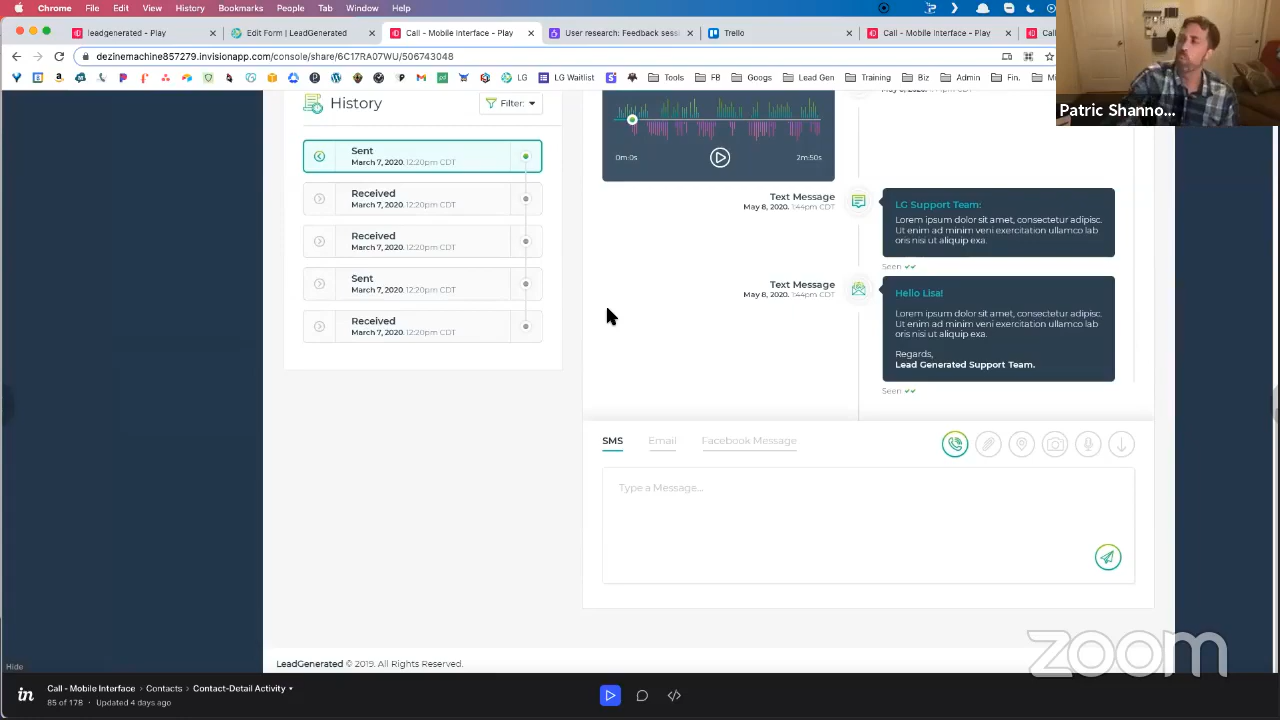 Chrome File Edit View History Bookmarks People Tab Window Help
leadgenerated - Play
Edit Form | LeadGenerated
Call - Mobile Interface - Play
User research: Feedback sessi
Trello
Call - Mobile Interface - Play
dezinemachine857279.invisionapp.com/console/share/6C17RA07WU/506743048
LG LG Waitlist Tools FB Googs Lead Gen Training Biz Admin Fin.
Patric Shanno...
History
Filter:
Sent
March 7, 2020. 12:20pm CDT
Received
March 7, 2020. 12:20pm CDT
Received
March 7, 2020. 12:20pm CDT
Sent
March 7, 2020. 12:20pm CDT
Received
March 7, 2020. 12:20pm CDT
0m:0s
2m:50s
Text Message
May 8, 2020. 1:44pm CDT
LG Support Team:
Lorem ipsum dolor sit amet, consectetur adipisc.
Ut enim ad minim veni exercitation ullamco lab
oris nisi ut aliquip exa.
Seen
Text Message
May 8, 2020. 1:44pm CDT
Hello Lisa!
Lorem ipsum dolor sit amet, consectetur adipisc.
Ut enim ad minim veni exercitation ullamco lab
oris nisi ut aliquip exa.
Regards,
Lead Generated Support Team.
Seen
SMS
Email
Facebook Message
Type a Message...
LeadGenerated © 2019. All Rights Reserved.
zoom
Hide
in
Call - Mobile Interface › Contacts › Contact-Detail Activity
85 of 178 · Updated 4 days ago